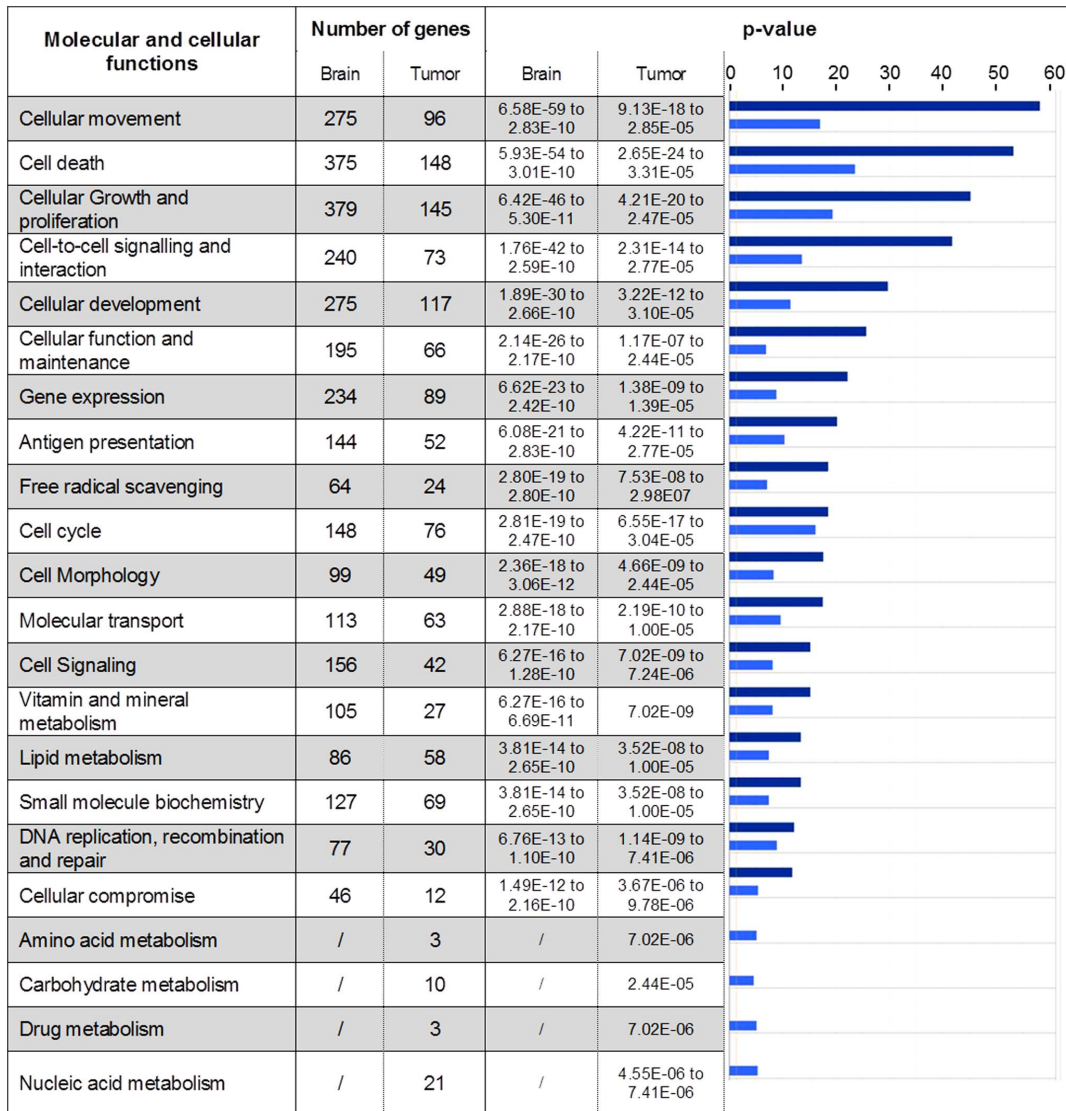 Molecular and cellular
functions
Number of genes
p-value
Brain Tumor Brain Tumor
0 10 20 30 40 50 60
Cellular movement 275 96 6.58E-59 to 9.13E-18 to
2.83E-10 2.85E-05
Cell death 375 148 5.93E-54 to 2.65E-24 to
3.01E-10 3.31E-05
Cellular Growth and 379 145 6.42E-46 to 4.21E-20 to
proliferation 5.30E-11 2.47E-05
Cell-to-cell signalling and 240 73 1.76E-42 to 2.31E-14 to
interaction 2.59E-10 2.77E-05
Cellular development 275 117 1.89E-30 to 3.22E-12 to
2.66E-10 3.10E-05
Cellular function and 195 66 2.14E-26 to 1.17E-07 to
maintenance 2.17E-10 2.44E-05
Gene expression 234 89 6.62E-23 to 1.38E-09 to
2.42E-10 1.39E-05
Antigen presentation 144 52 6.08E-21 to 4.22E-11 to
2.83E-10 2.77E-05
Free radical scavenging 64 24 2.80E-19 to 7.53E-08 to
2.80E-10 2.98E07
Cell cycle 148 76 2.81E-19 to 6.55E-17 to
2.47E-10 3.04E-05
Cell Morphology 99 49 2.36E-18 to 4.66E-09 to
3.06E-12 2.44E-05
Molecular transport 113 63 2.88E-18 to 2.19E-10 to
2.17E-10 1.00E-05
Cell Signaling 156 42 6.27E-16 to 7.02E-09 to
1.28E-10 7.24E-06
Vitamin and mineral 105 27 6.27E-16 to 7.02E-09
metabolism 6.69E-11
Lipid metabolism 86 58 3.81E-14 to 3.52E-08 to
2.65E-10 1.00E-05
Small molecule biochemistry 127 69 3.81E-14 to 3.52E-08 to
2.65E-10 1.00E-05
DNA replication, recombination 77 30 6.76E-13 to 1.14E-09 to
and repair 1.10E-10 7.41E-06
Cellular compromise 46 12 1.49E-12 to 3.67E-06 to
2.16E-10 9.78E-06
Amino acid metabolism / 3 / 7.02E-06
Carbohydrate metabolism / 10 / 2.44E-05
Drug metabolism / 3 / 7.02E-06
Nucleic acid metabolism / 21 / 4.55E-06 to
7.41E-06